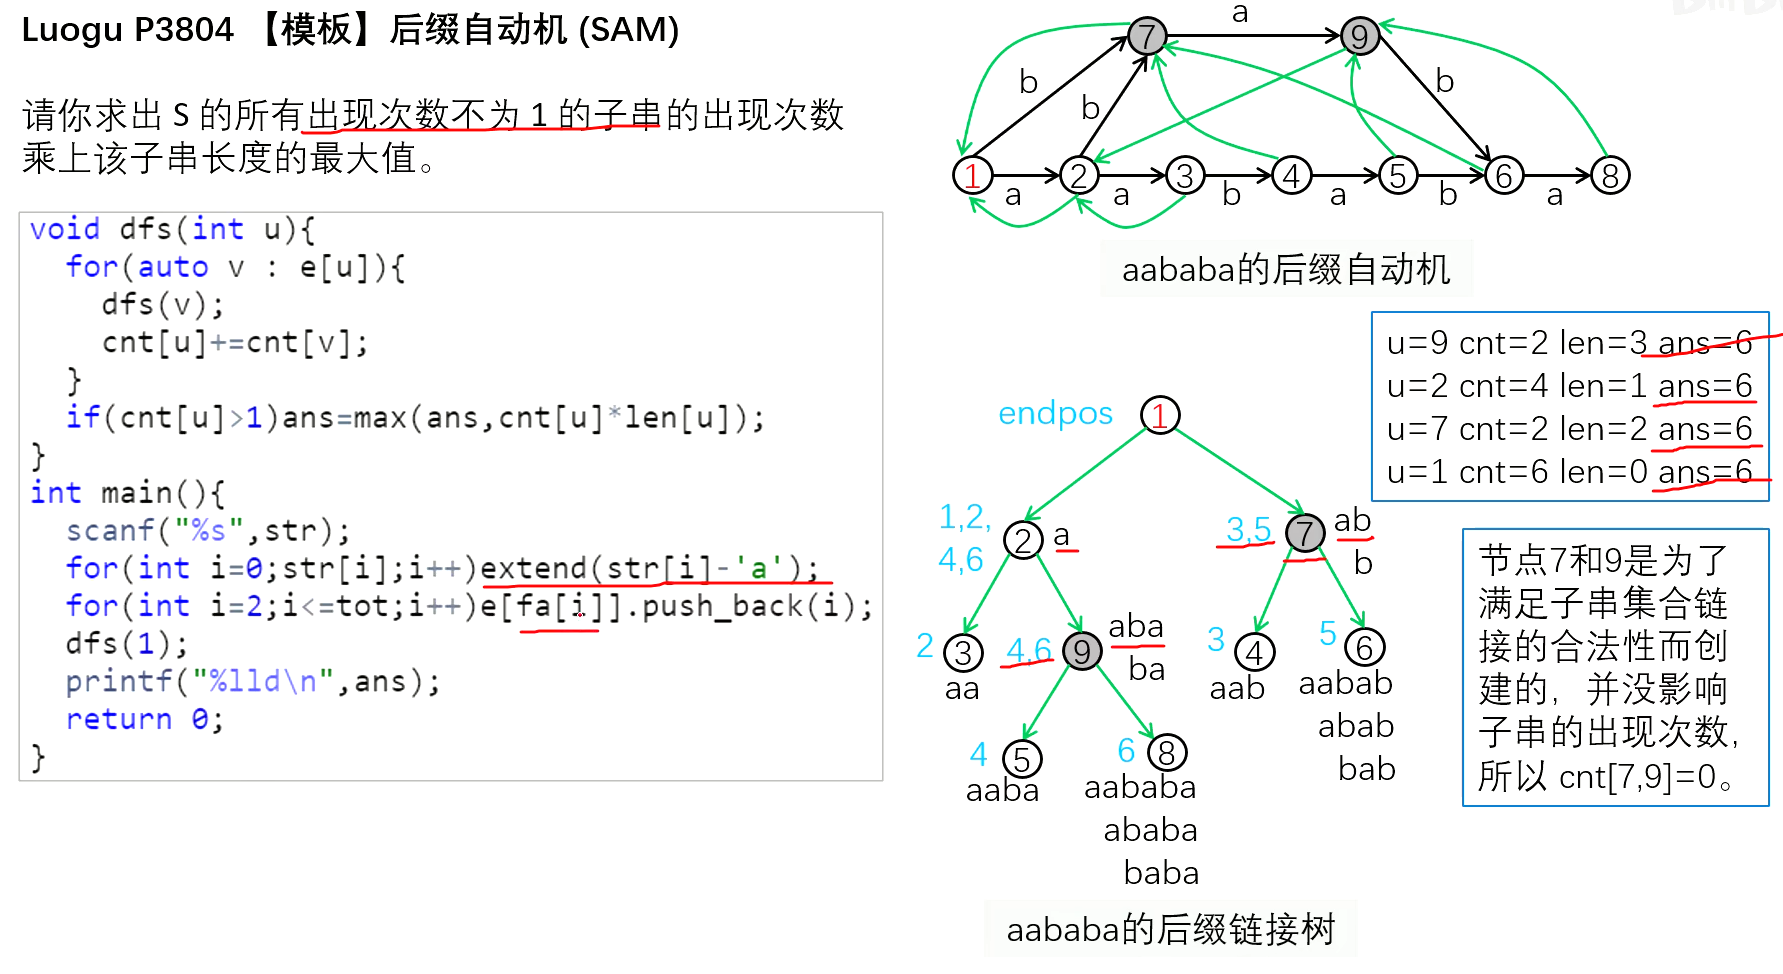 Luogu P3804 【模板】后缀自动机 (SAM)
请你求出 S 的所有出现次数不为 1 的子串的出现次数
乘上该子串长度的最大值。
void dfs(int u){
for(auto v : e[u]){
dfs(v);
cnt[u]+=cnt[v];
}
if(cnt[u]>1)ans=max(ans,cnt[u]*len[u]);
}
int main(){
scanf("%s",str);
for(int i=0;str[i];i++)extend(str[i]-'a');
for(int i=2;i<=tot;i++)e[fa[i]].push_back(i);
dfs(1);
printf("%lld\n",ans);
return 0;
}
7 a 9
b b b
1 a 2 a 3 b 4 a 5 b 6 a 8
aababa的后缀自动机
u=9 cnt=2 len=3 ans=6
u=2 cnt=4 len=1 ans=6
u=7 cnt=2 len=2 ans=6
u=1 cnt=6 len=0 ans=6
endpos 1
1,2,
4,6
2 a
3,5 7 ab
b
2 3
aa
4,6 9 aba
ba
3 4
aab
5 6
aabab
abab
bab
4 5
aaba
6 8
aababa
ababa
baba
aababa的后缀链接树
节点7和9是为了
满足子串集合链
接的合法性而创
建的，并没影响
子串的出现次数，
所以 cnt[7,9]=0。